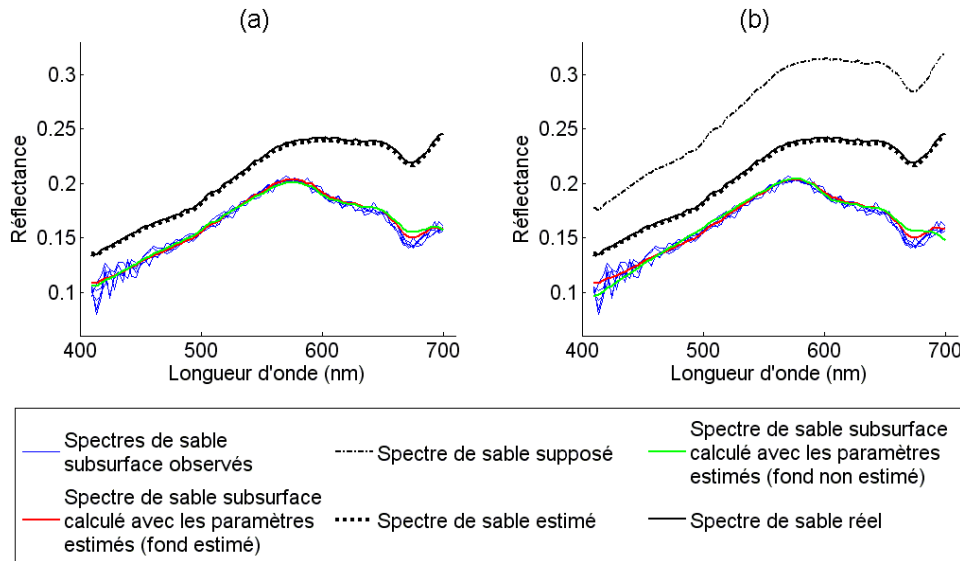 (a)
(b)
0.3
0.25
0.2
0.15
0.1
Réflectance
400
500
600
700
Longueur d'onde (nm)
0.3
0.25
0.2
0.15
0.1
Réflectance
400
500
600
700
Longueur d'onde (nm)
Spectres de sable
subsurface observés
Spectre de sable supposé
Spectre de sable subsurface
calculé avec les paramètres
estimés (fond non estimé)
Spectre de sable subsurface
calculé avec les paramètres
estimés (fond estimé)
Spectre de sable estimé
Spectre de sable réel